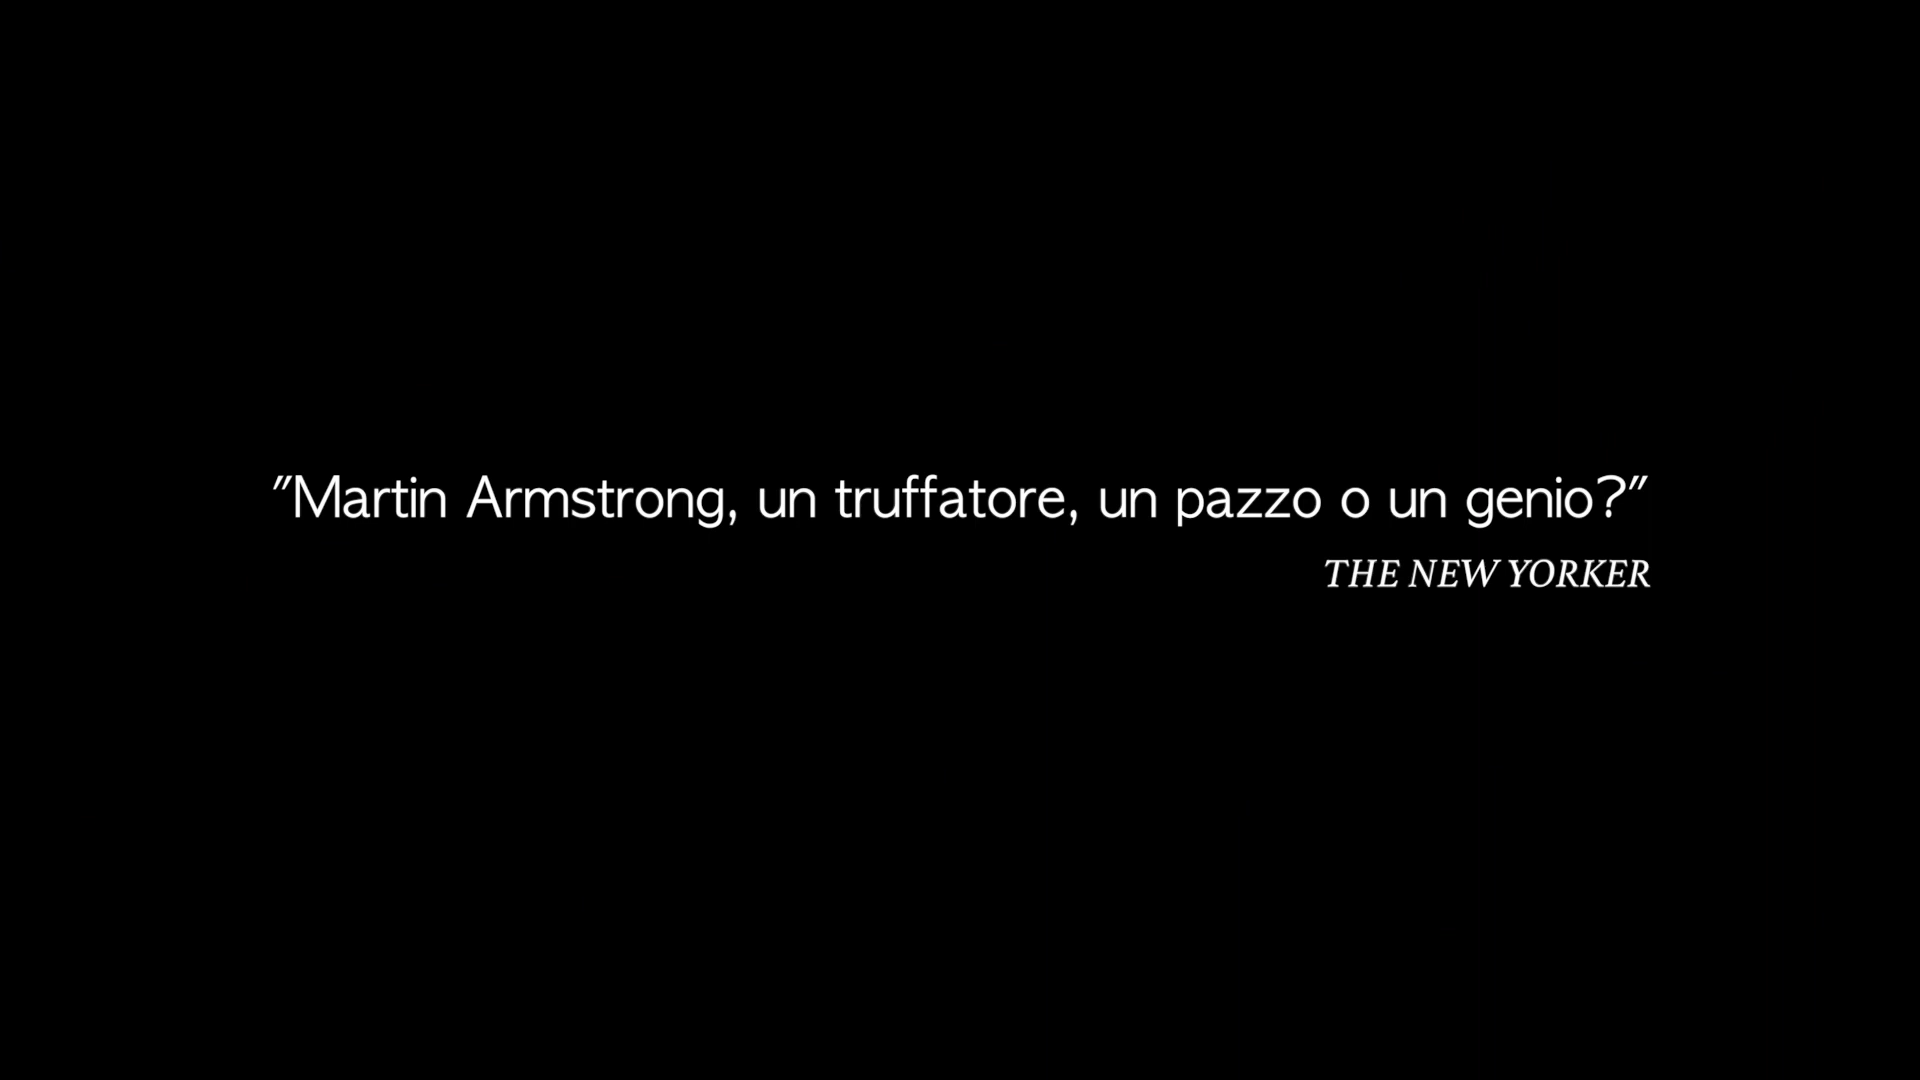 "Martin Armstrong, un truffatore, un pazzo o un genio?"
THE NEW YORKER